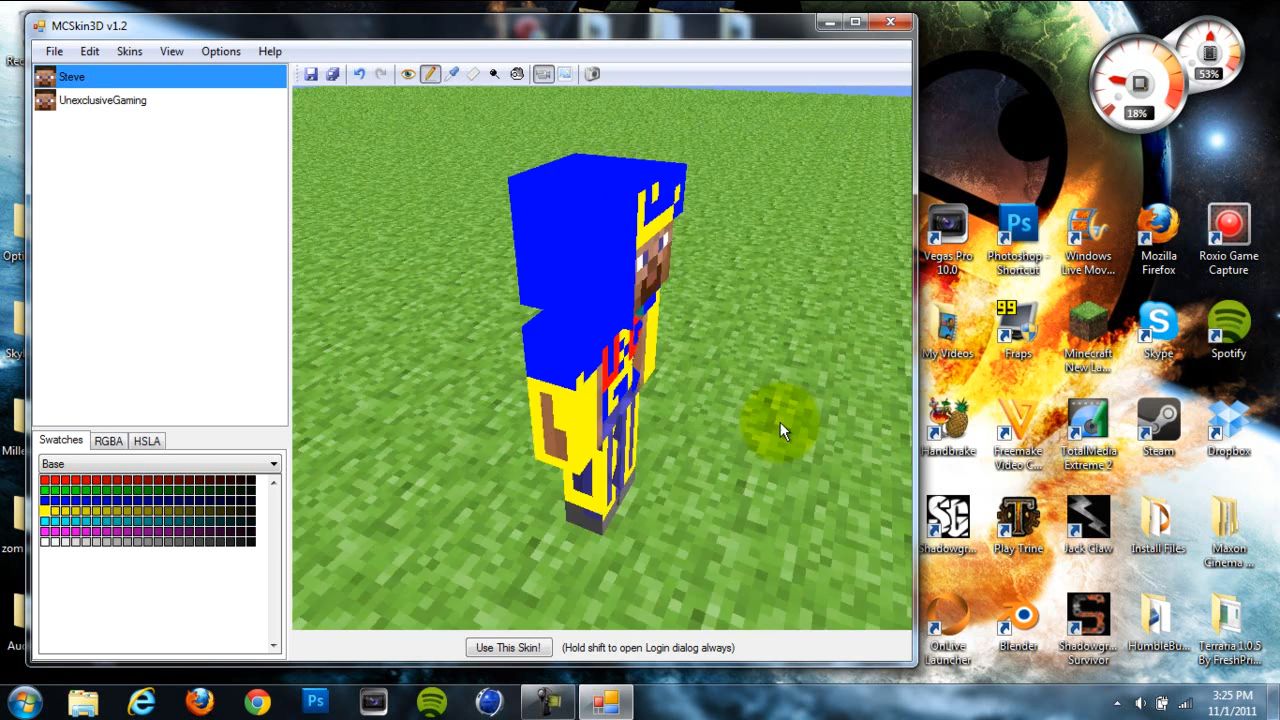 MCSkin3D v1.2
File Edit Skins View Options Help
Steve
UnexclusiveGaming
Swatches RGBA HSLA
Base
Use This Skin! (Hold shift to open Login dialog always)
53%
18%
Vegas Pro 10.0
Photoshop - Shortcut
Windows Live Mov...
Mozilla Firefox
Roxio Game Capture
My Videos
99
Fraps
Minecraft New La...
Skype
Spotify
Handbrake
Freemake Video C...
TotalMedia Extreme 2
Steam
Dropbox
SG
Shadowgr...
Play Trine
Jack Claw
Install Files
Maxon Cinema ...
OnLive Launcher
Blender
Shadowgr... Survivor
HumbleBu...
Terraria 1.0.5 By FreshPri...
Ps
Ps
3:25 PM
11/1/2011